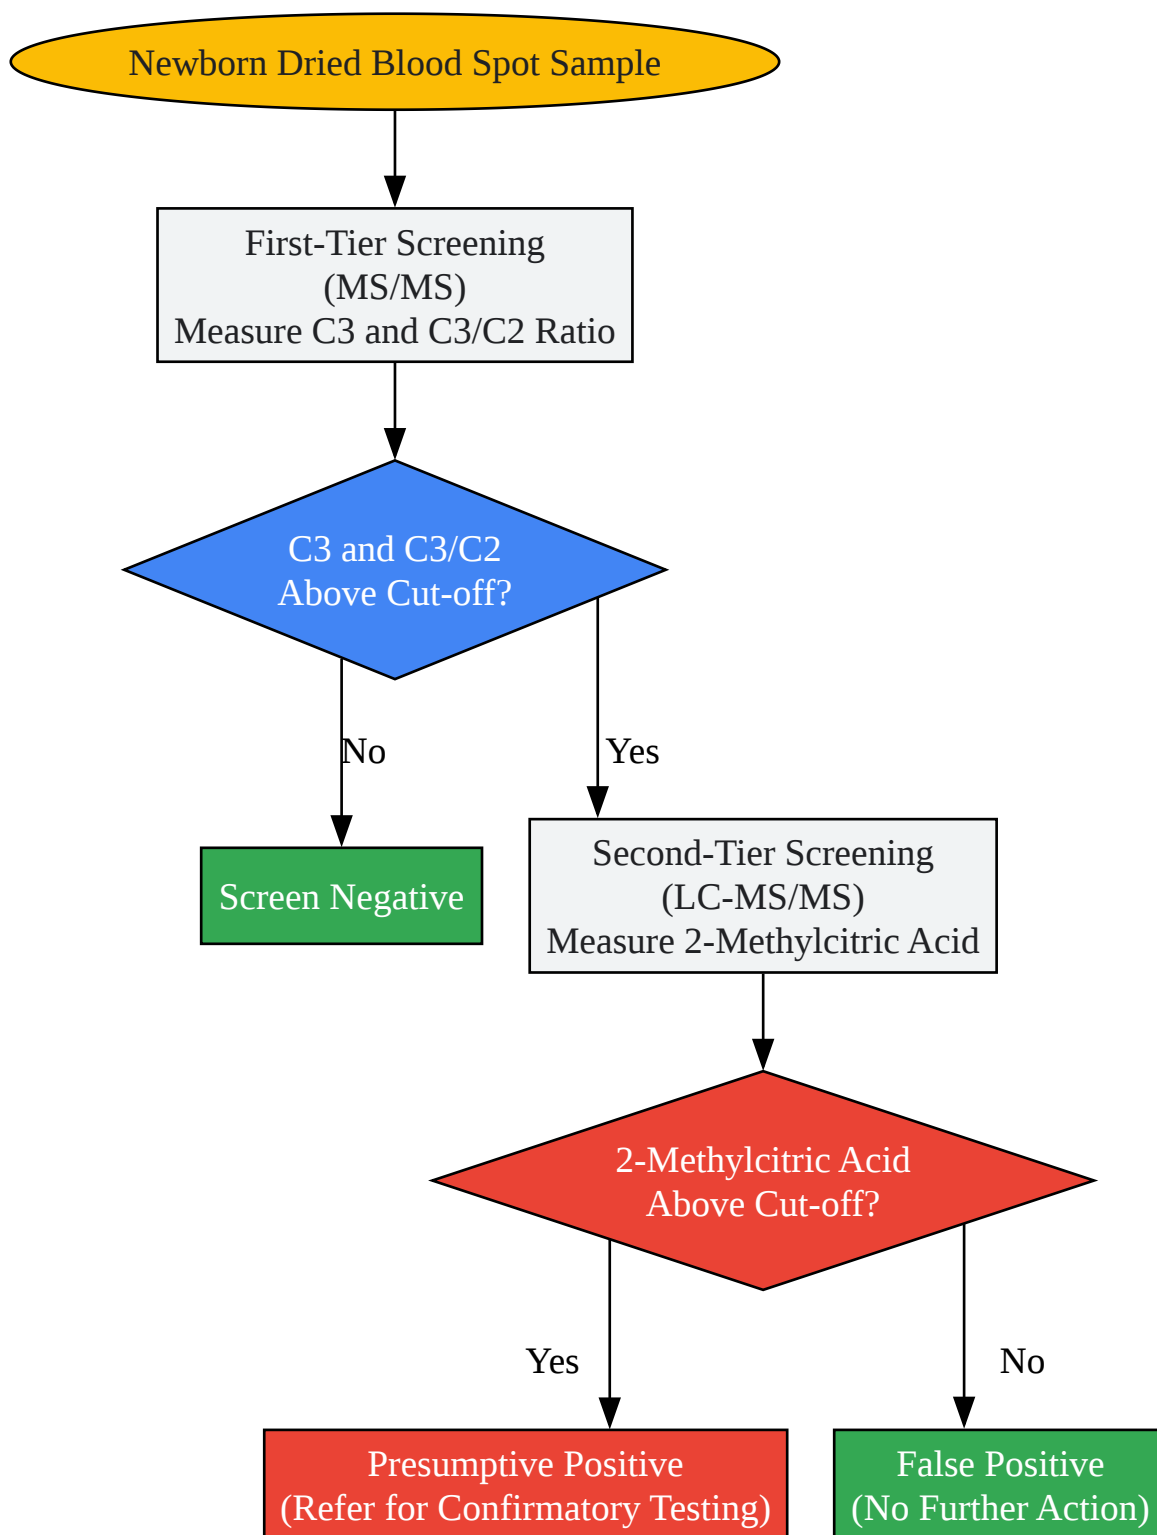 Newborn Dried Blood Spot Sample
First-Tier Screening
(MS/MS)
Measure C3 and C3/C2 Ratio
C3 and C3/C2
Above Cut-off?
No
Yes
Screen Negative
Second-Tier Screening
(LC-MS/MS)
Measure 2-Methylcitric Acid
2-Methylcitric Acid
Above Cut-off?
Yes
No
Presumptive Positive
(Refer for Confirmatory Testing)
False Positive
(No Further Action)